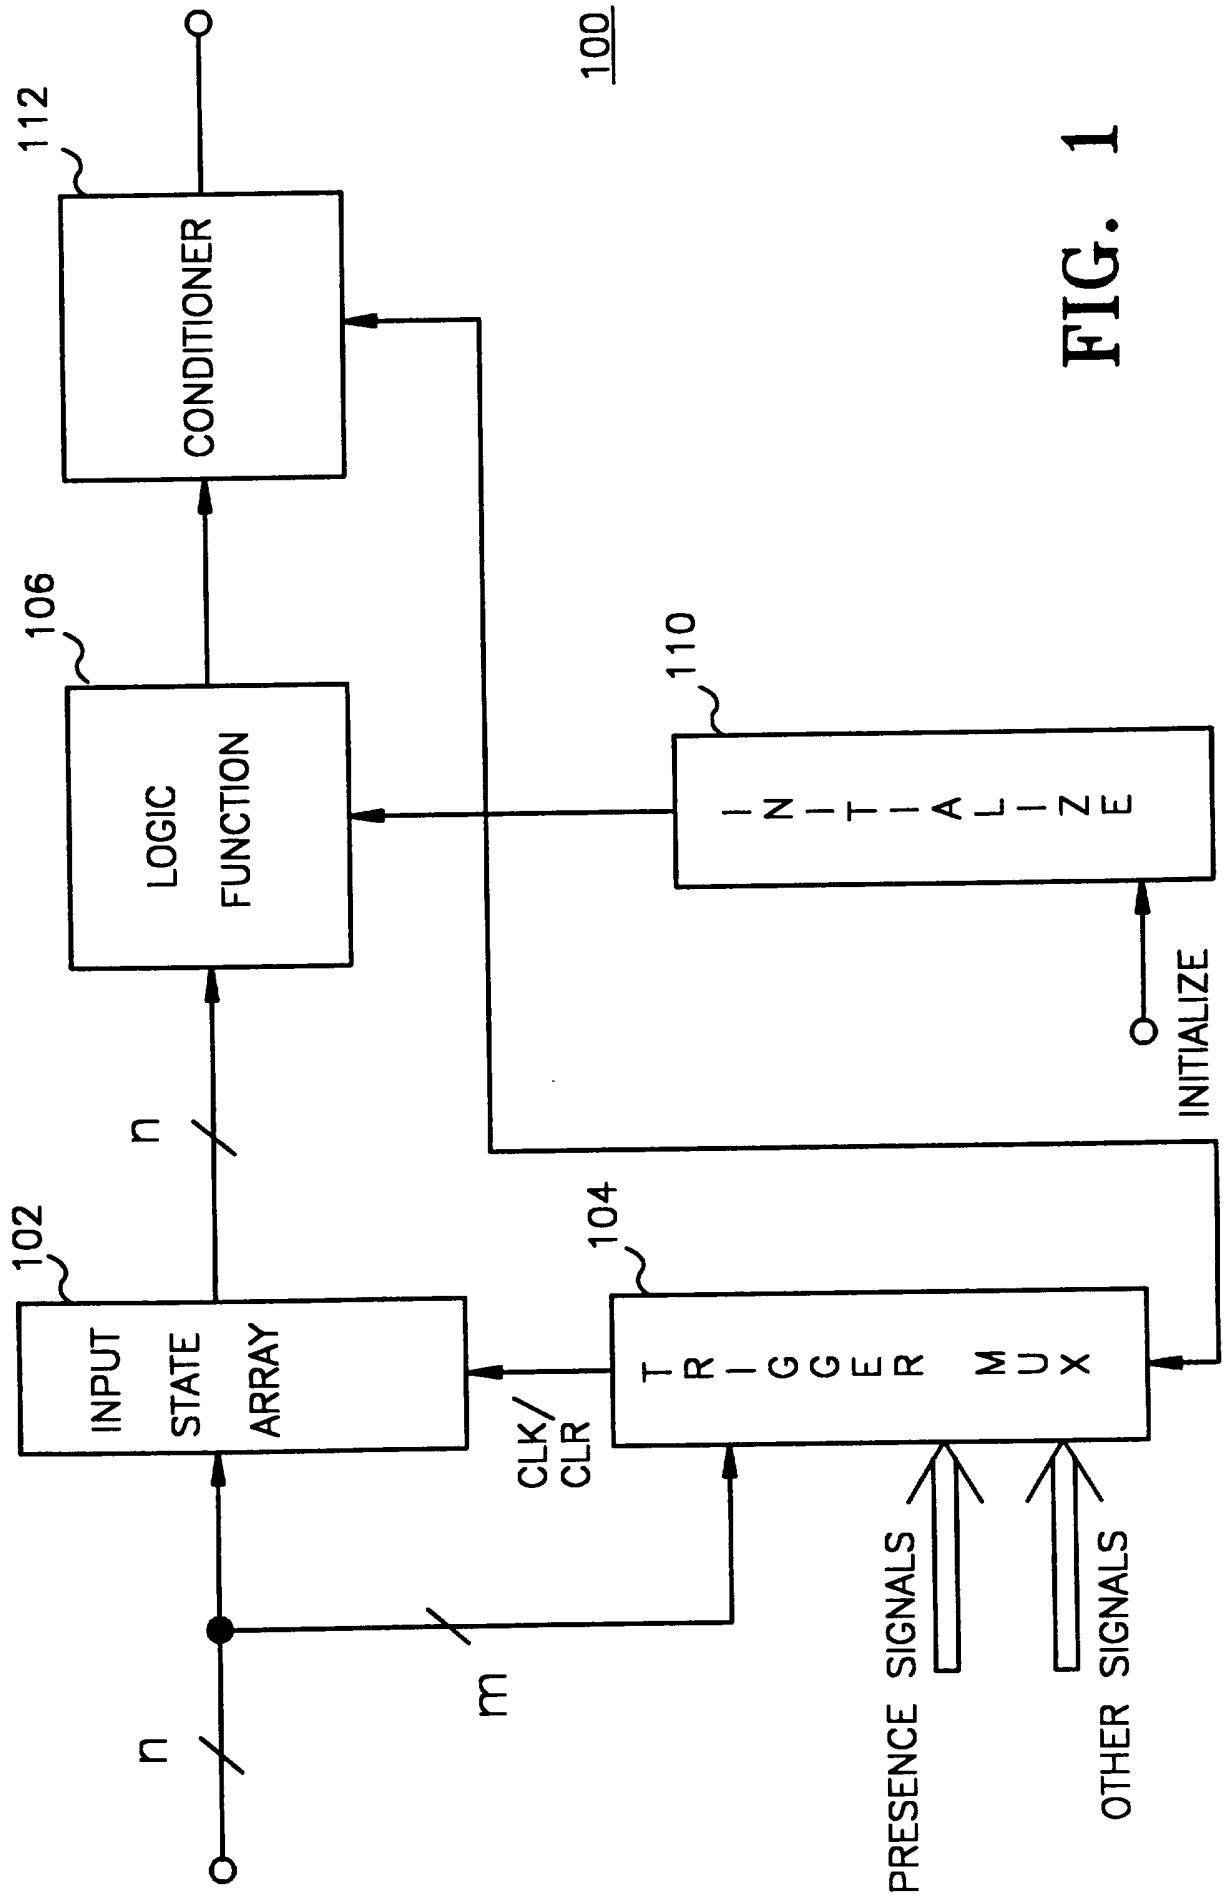 102
106
112
n
n
INPUT
STATE
ARRAY
LOGIC
FUNCTION
CONDITIONER
m
CLK/
CLR
104
110
100
TRIGGER MUX
INITIALIZE
PRESENCE SIGNALS
OTHER SIGNALS
INITIALIZE
FIG. 1